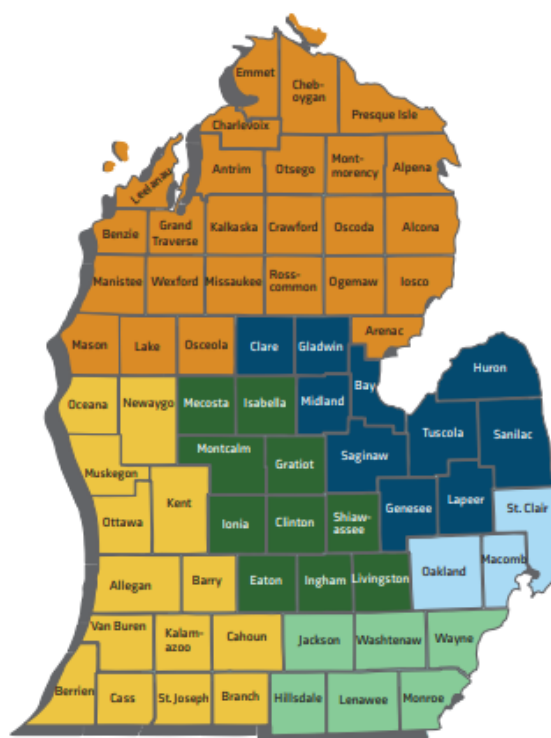 Emmet
Cheb-
oygan
Presque Isle
Charlevoix
Leelanau
Antrim
Otsego
Mont-
morency
Alpena
Benzie
Grand
Traverse
Kalkaska
Crawford
Oscoda
Alcona
Manistee
Wexford
Missaukee
Ross-
common
Ogemaw
Iosco
Arenac
Mason
Lake
Osceola
Clare
Gladwin
Huron
Bay
Oceana
Newaygo
Mecosta
Isabella
Midland
Tuscola
Sanilac
Montcalm
Gratiot
Saginaw
Muskegon
Kent
Ottawa
Ionia
Clinton
Shiaw-
assee
Genesee
Lapeer
St. Clair
Allegan
Barry
Eaton
Ingham
Livingston
Oakland
Macomb
Van Buren
Kalam-
azoo
Cahoun
Jackson
Washtenaw
Wayne
Berrien
Cass
St. Joseph
Branch
Hillsdale
Lenawee
Monroe